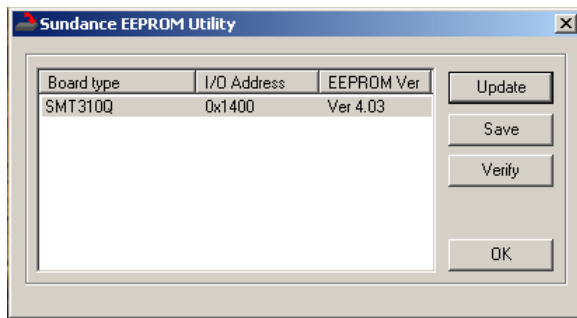 Sundance EEPROM Utility
Board type I/O Address EEPROM Ver
SMT310Q 0x1400 Ver 4.03
Update
Save
Verify
OK